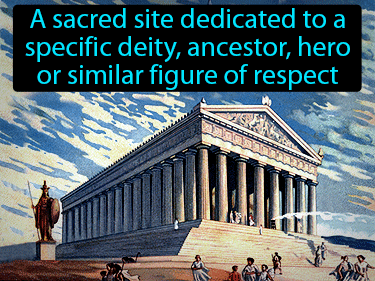 A sacred site dedicated to a
specific deity, ancestor, hero
or similar figure of respect